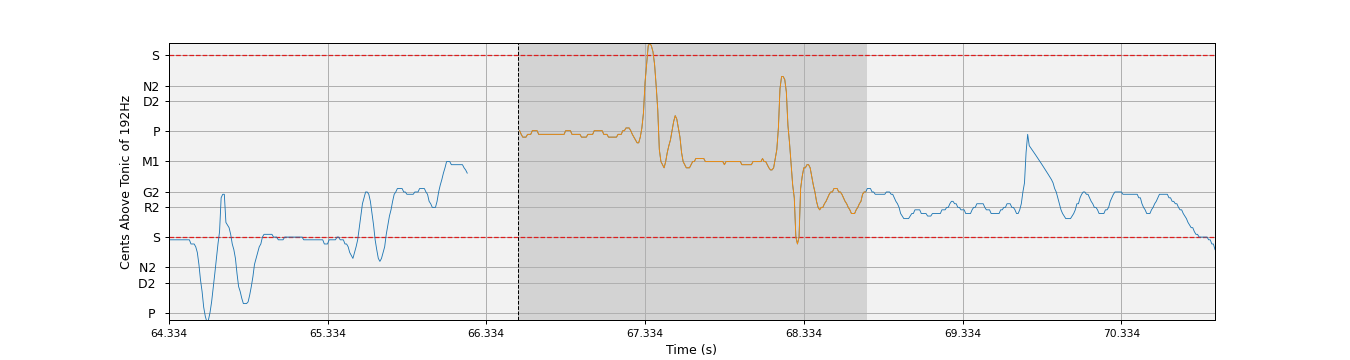 S
N2
D2
P
M1
G2
R2
S
N2
D2
P
Cents Above Tonic of 192Hz
64.334 65.334 66.334 67.334 68.334 69.334 70.334
Time (s)